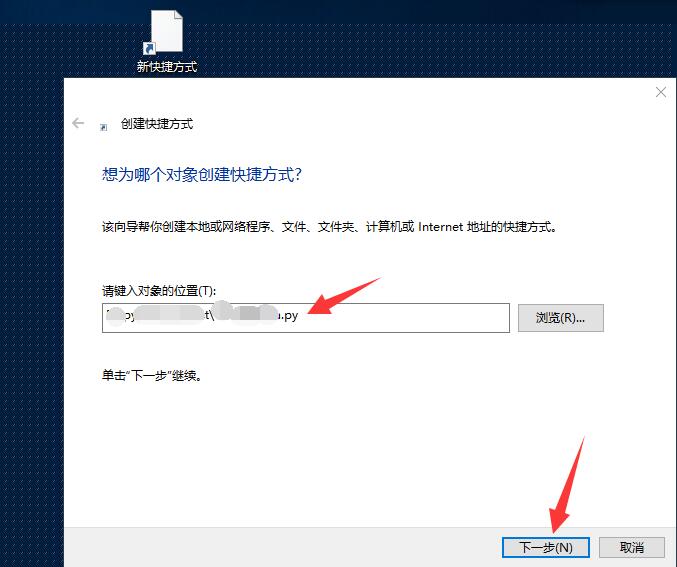 新快捷方式
创建快捷方式
想为哪个对象创建快捷方式?
该向导帮你创建本地或网络程序、文件、文件夹、计算机或 Internet 地址的快捷方式。
请键入对象的位置(T):
.py
浏览(R)...
单击"下一步"继续。
下一步(N)
取消